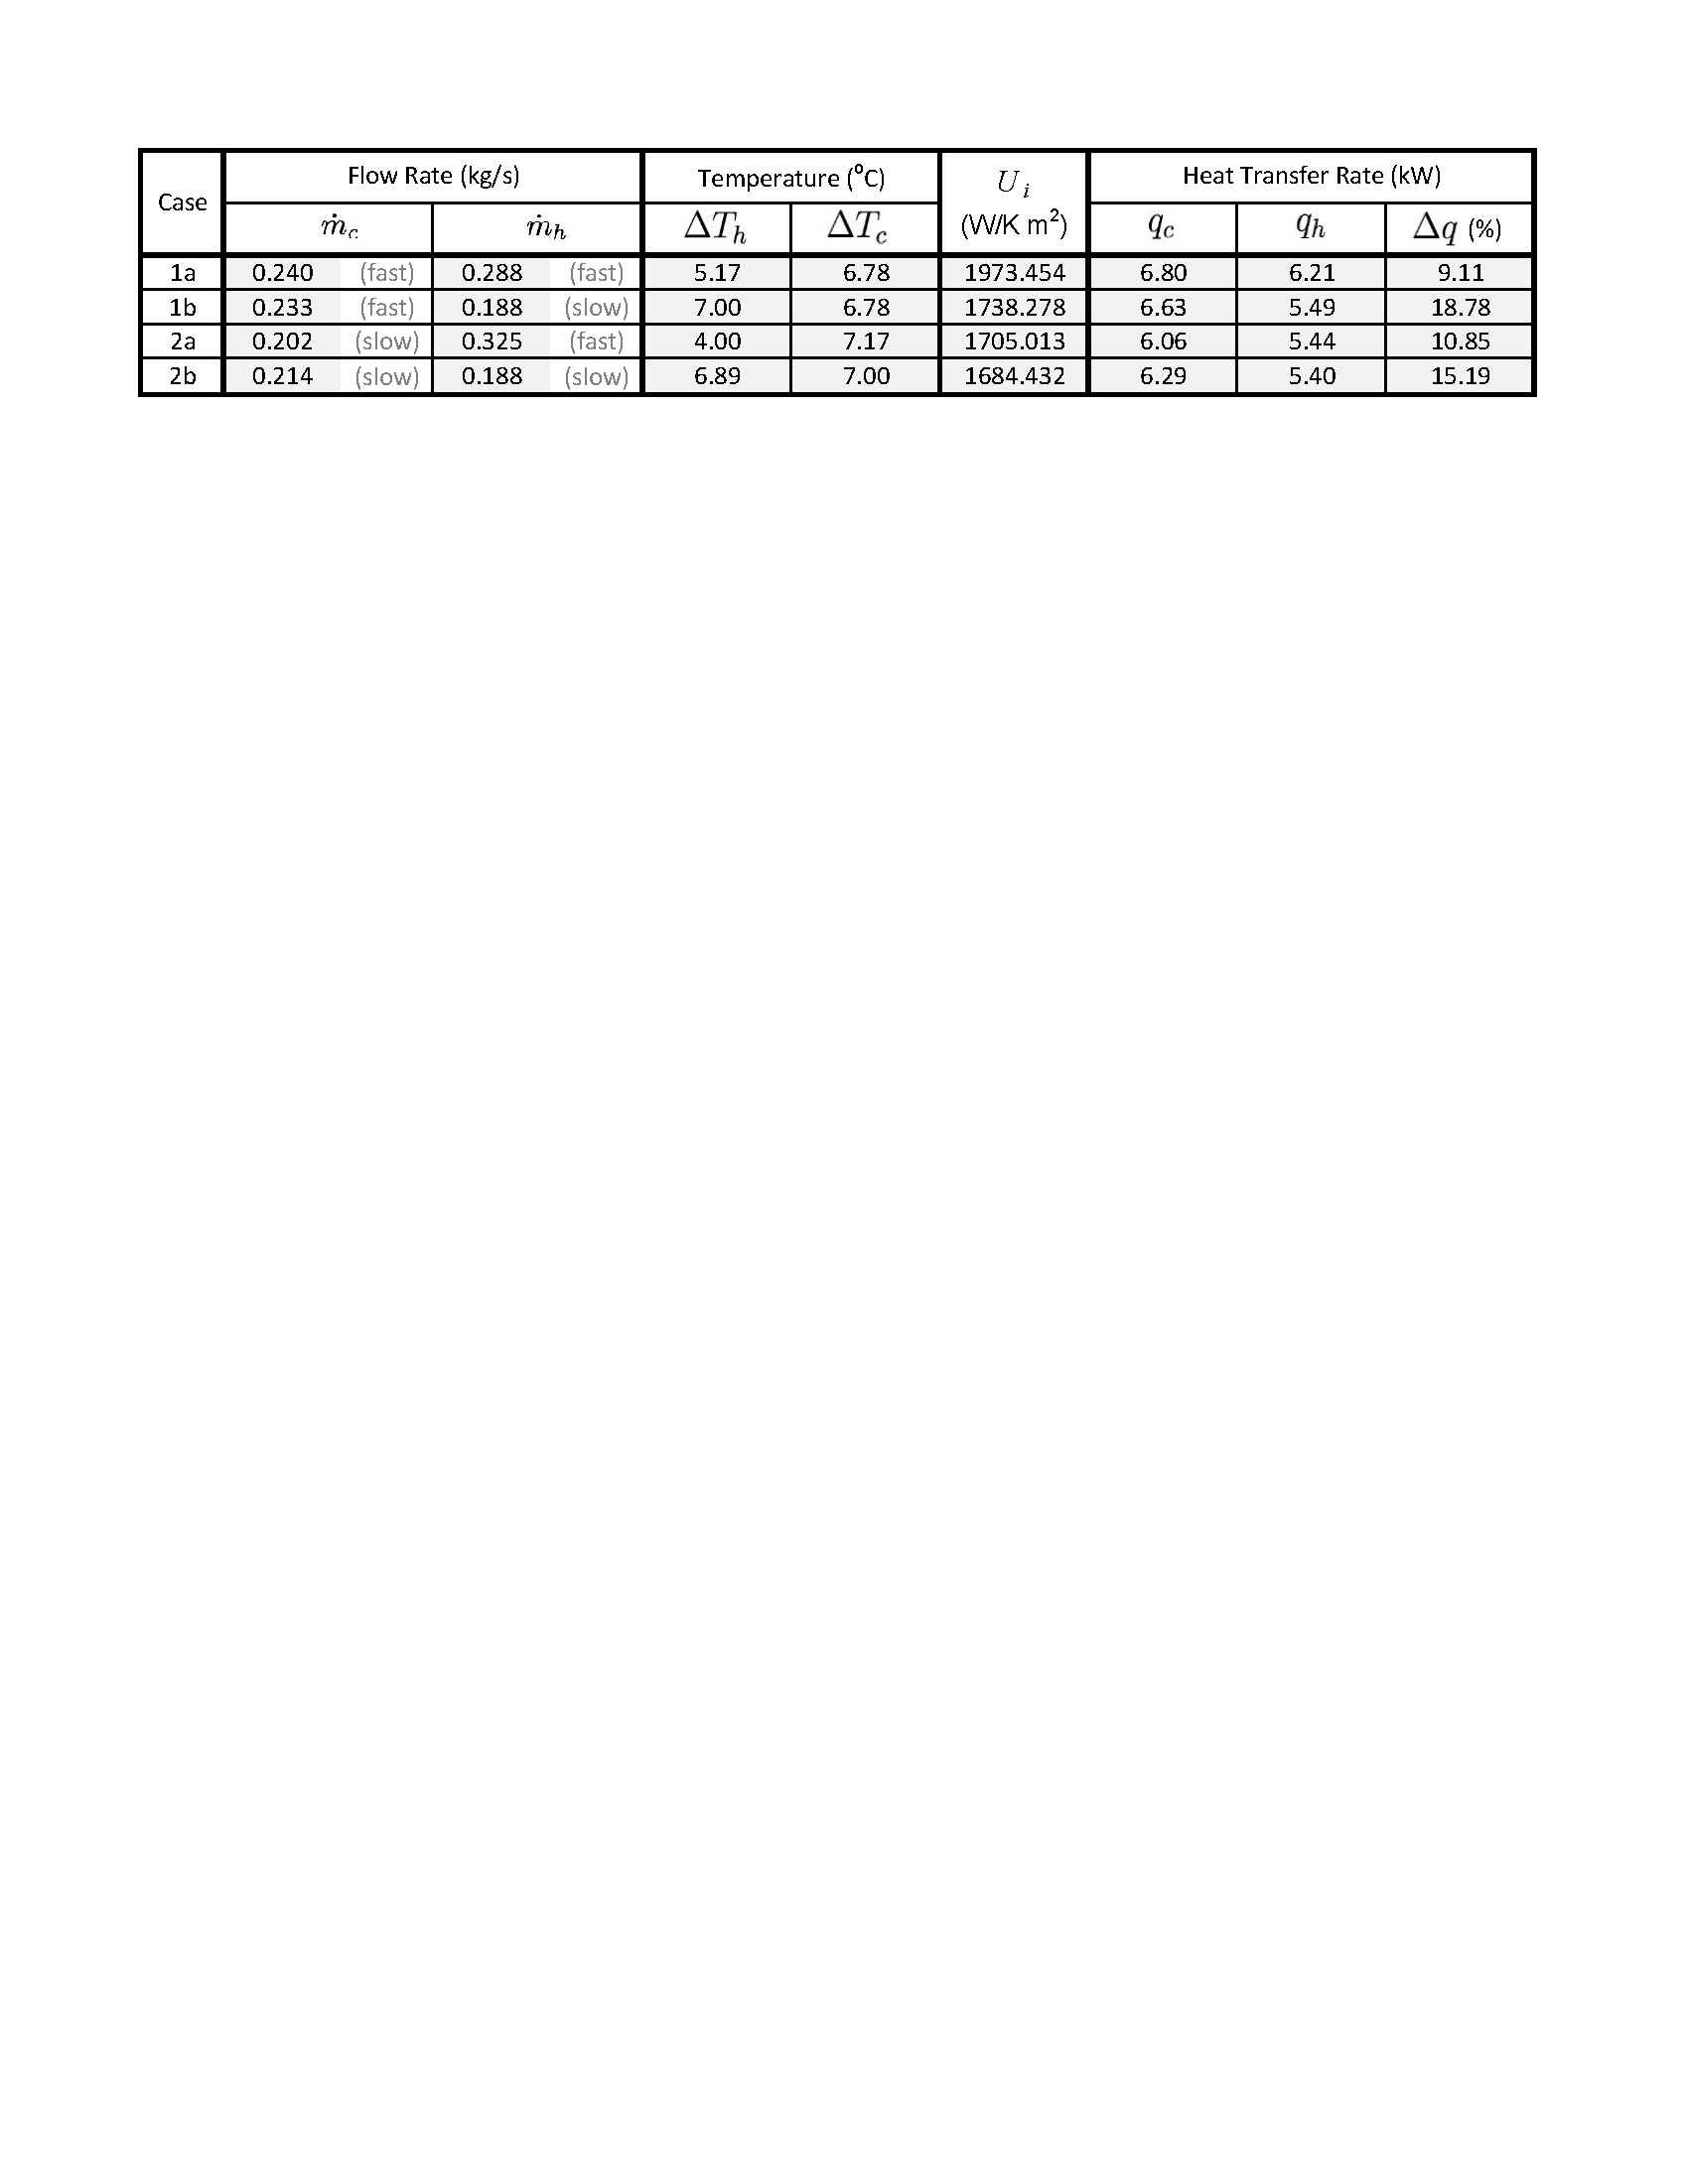 Case Flow Rate (kg/s) Temperature (⁰C) U i (W/K m²) Heat Transfer Rate (kW)
ṁc ṁh ΔTh ΔTc qc qh Δq (%)
1a 0.240 (fast) 0.288 (fast) 5.17 6.78 1973.454 6.80 6.21 9.11
1b 0.233 (fast) 0.188 (slow) 7.00 6.78 1738.278 6.63 5.49 18.78
2a 0.202 (slow) 0.325 (fast) 4.00 7.17 1705.013 6.06 5.44 10.85
2b 0.214 (slow) 0.188 (slow) 6.89 7.00 1684.432 6.29 5.40 15.19